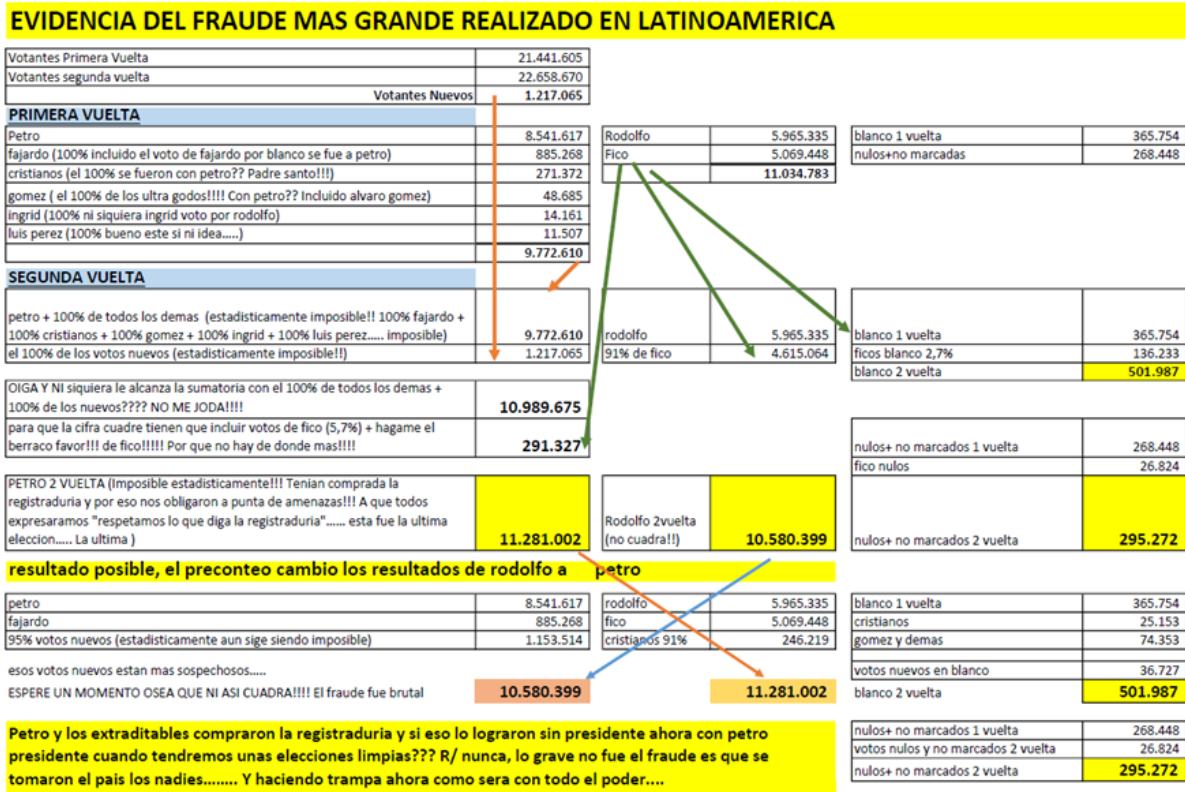 EVIDENCIA DEL FRAUDE MAS GRANDE REALIZADO EN LATINOAMERICA
Votantes Primera Vuelta 21.441.605
Votantes segunda vuelta 22.658.670
Votantes Nuevos 1.217.065
PRIMERA VUELTA
Petro 8.541.617 Rodolfo 5.965.335 blanco 1 vuelta 365.754
fajardo (100% incluido el voto de fajardo por blanco se fue a petro) 885.268 Fico 5.069.448 nulos+no marcadas 268.448
cristianos (el 100% se fueron con petro?? Padre santo!!!) 271.372 11.034.783
gomez ( el 100% de los ultra godos!!!! Con petro?? Incluido alvaro gomez) 48.685
ingrid (100% ni siquiera ingrid voto por rodolfo) 14.161
luis perez (100% bueno este si ni idea.....) 11.507
9.772.610
SEGUNDA VUELTA
petro + 100% de todos los demas (estadisticamente imposible!! 100% fajardo +
100% cristianos + 100% gomez + 100% ingrid + 100% luis perez..... imposible) 9.772.610 rodolfo 5.965.335 blanco 1 vuelta 365.754
el 100% de los votos nuevos (estadisticamente imposible!!) 1.217.065 91% de fico 4.615.064 ficos blanco 2,7% 136.233
blanco 2 vuelta 501.987
OIGA Y NI siquiera le alcanza la sumatoria con el 100% de todos los demas +
100% de los nuevos???? NO ME JODA!!!! 10.989.675
para que la cifra cuadre tienen que incluir votos de fico (5,7%) + hagame el
berraco favor!!! de fico!!!!! Por que no hay de donde mas!!!! 291.327 nulos+ no marcados 1 vuelta 268.448
fico nulos 26.824
PETRO 2 VUELTA (Imposible estadisticamente!!! Tenian comprada la
registraduria y por eso nos obligaron a punta de amenazas!!! A que todos
expresaramos "respetamos lo que diga la registraduria"...... esta fue la ultima
eleccion..... La ultima ) 11.281.002 Rodolfo 2vuelta
(no cuadra!!) 10.580.399 nulos+ no marcados 2 vuelta 295.272
resultado posible, el preconteo cambio los resultados de rodolfo a petro
petro 8.541.617 rodolfo 5.965.335 blanco 1 vuelta 365.754
fajardo 885.268 fico 5.069.448 cristianos 25.153
95% votos nuevos (estadisticamente aun sige siendo imposible) 1.153.514 cristianos 91% 246.219 gomez y demas 74.353
esos votos nuevos estan mas sospechosos..... votos nuevos en blanco 36.727
ESPERE UN MOMENTO OSEA QUE NI ASI CUADRA!!!! El fraude fue brutal 10.580.399 11.281.002 blanco 2 vuelta 501.987
Petro y los extraditables compraron la registraduria y si eso lo lograron sin presidente ahora con petro
presidente cuando tendremos unas elecciones limpias??? R/ nunca, lo grave no fue el fraude es que se
tomaron el pais los nadies........ Y haciendo trampa ahora como sera con todo el poder....
nulos+ no marcados 1 vuelta 268.448
votos nulos y no marcados 2 vuelta 26.824
nulos+ no marcados 2 vuelta 295.272